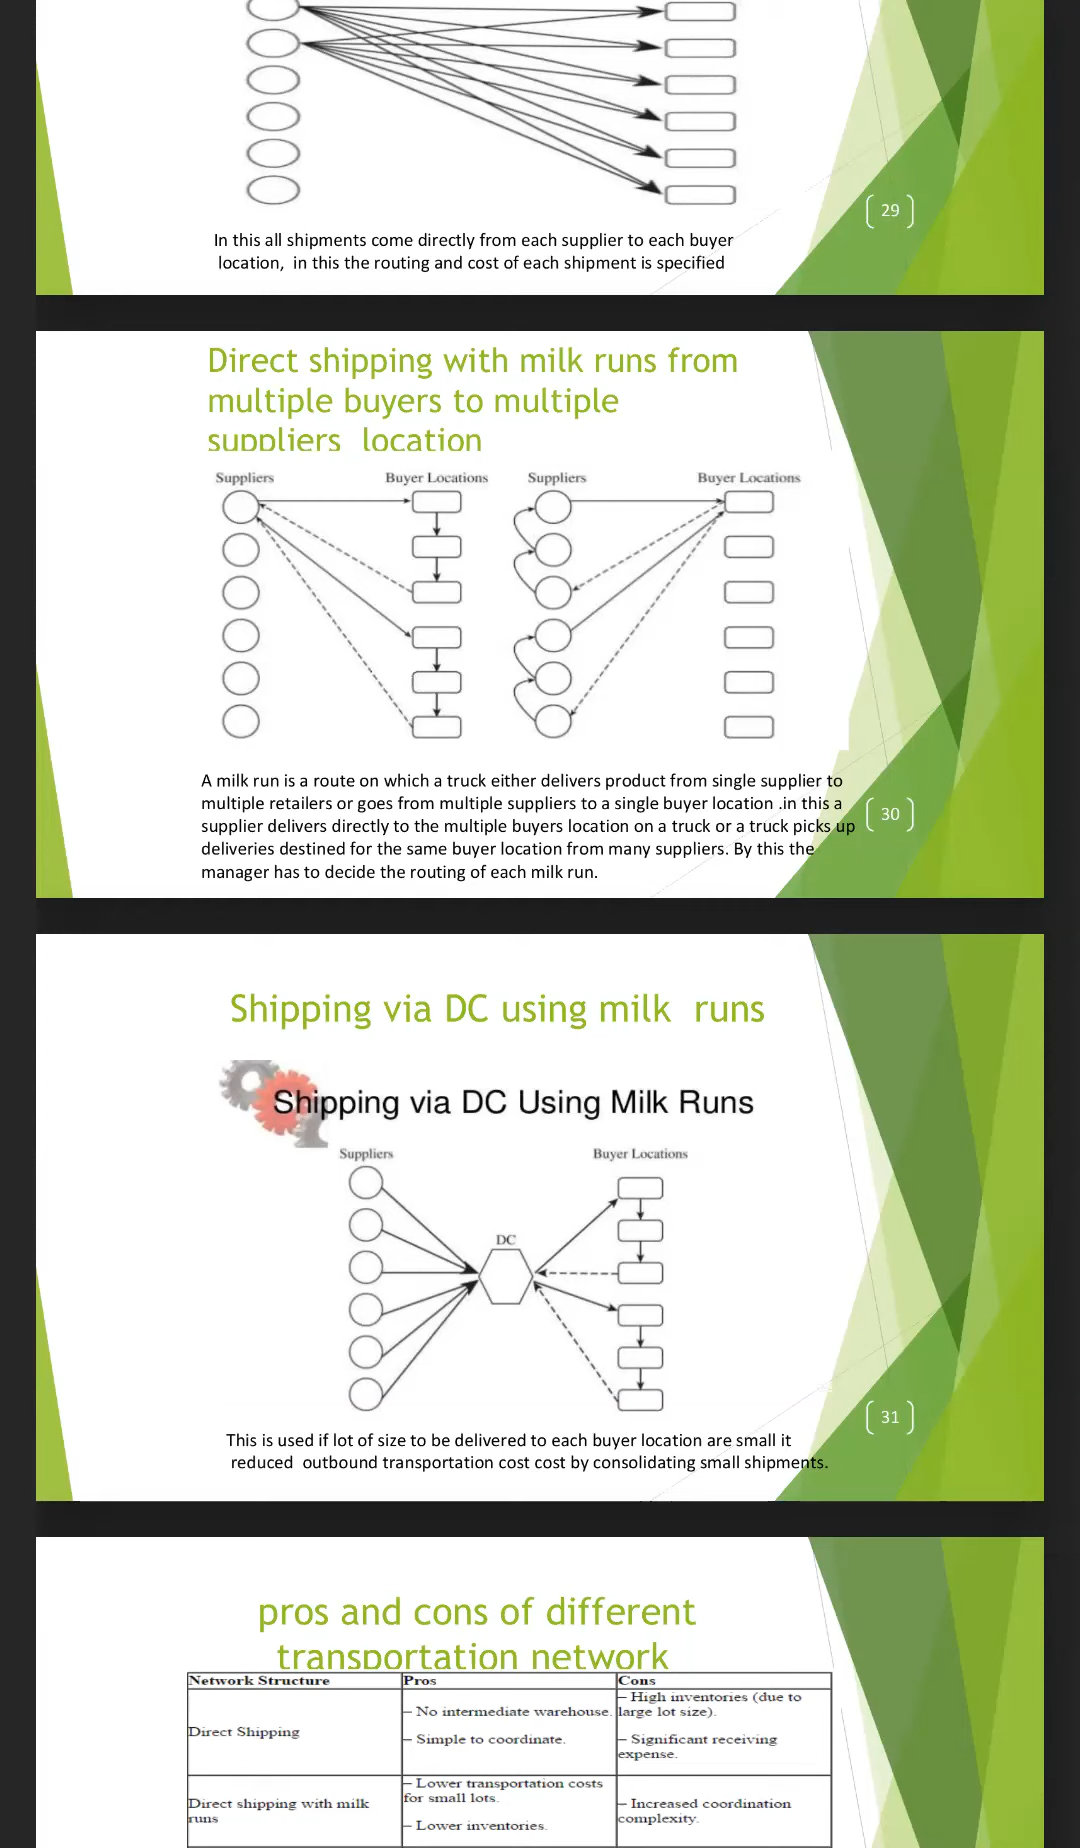 29
In this all shipments come directly from each supplier to each buyer
location,  in this the routing and cost of each shipment is specified
Direct shipping with milk runs from
multiple buyers to multiple
suppliers  location
Suppliers
Buyer Locations
Suppliers
Buyer Locations
A milk run is a route on which a truck either delivers product from single supplier to
multiple retailers or goes from multiple suppliers to a single buyer location .in this a
supplier delivers directly to the multiple buyers location on a truck or a truck picks up
deliveries destined for the same buyer location from many suppliers. By this the
manager has to decide the routing of each milk run.
30
Shipping via DC using milk  runs
Shipping via DC Using Milk Runs
Suppliers
Buyer Locations
DC
31
This is used if lot of size to be delivered to each buyer location are small it
reduced  outbound transportation cost cost by consolidating small shipments.
pros and cons of different
transportation network
Network Structure
Pros
Cons
Direct Shipping
– No intermediate warehouse.
– Simple to coordinate.
– High inventories (due to
large lot size).
– Significant receiving
expense.
Direct shipping with milk
runs
– Lower transportation costs
for small lots.
– Lower inventories.
– Increased coordination
complexity.